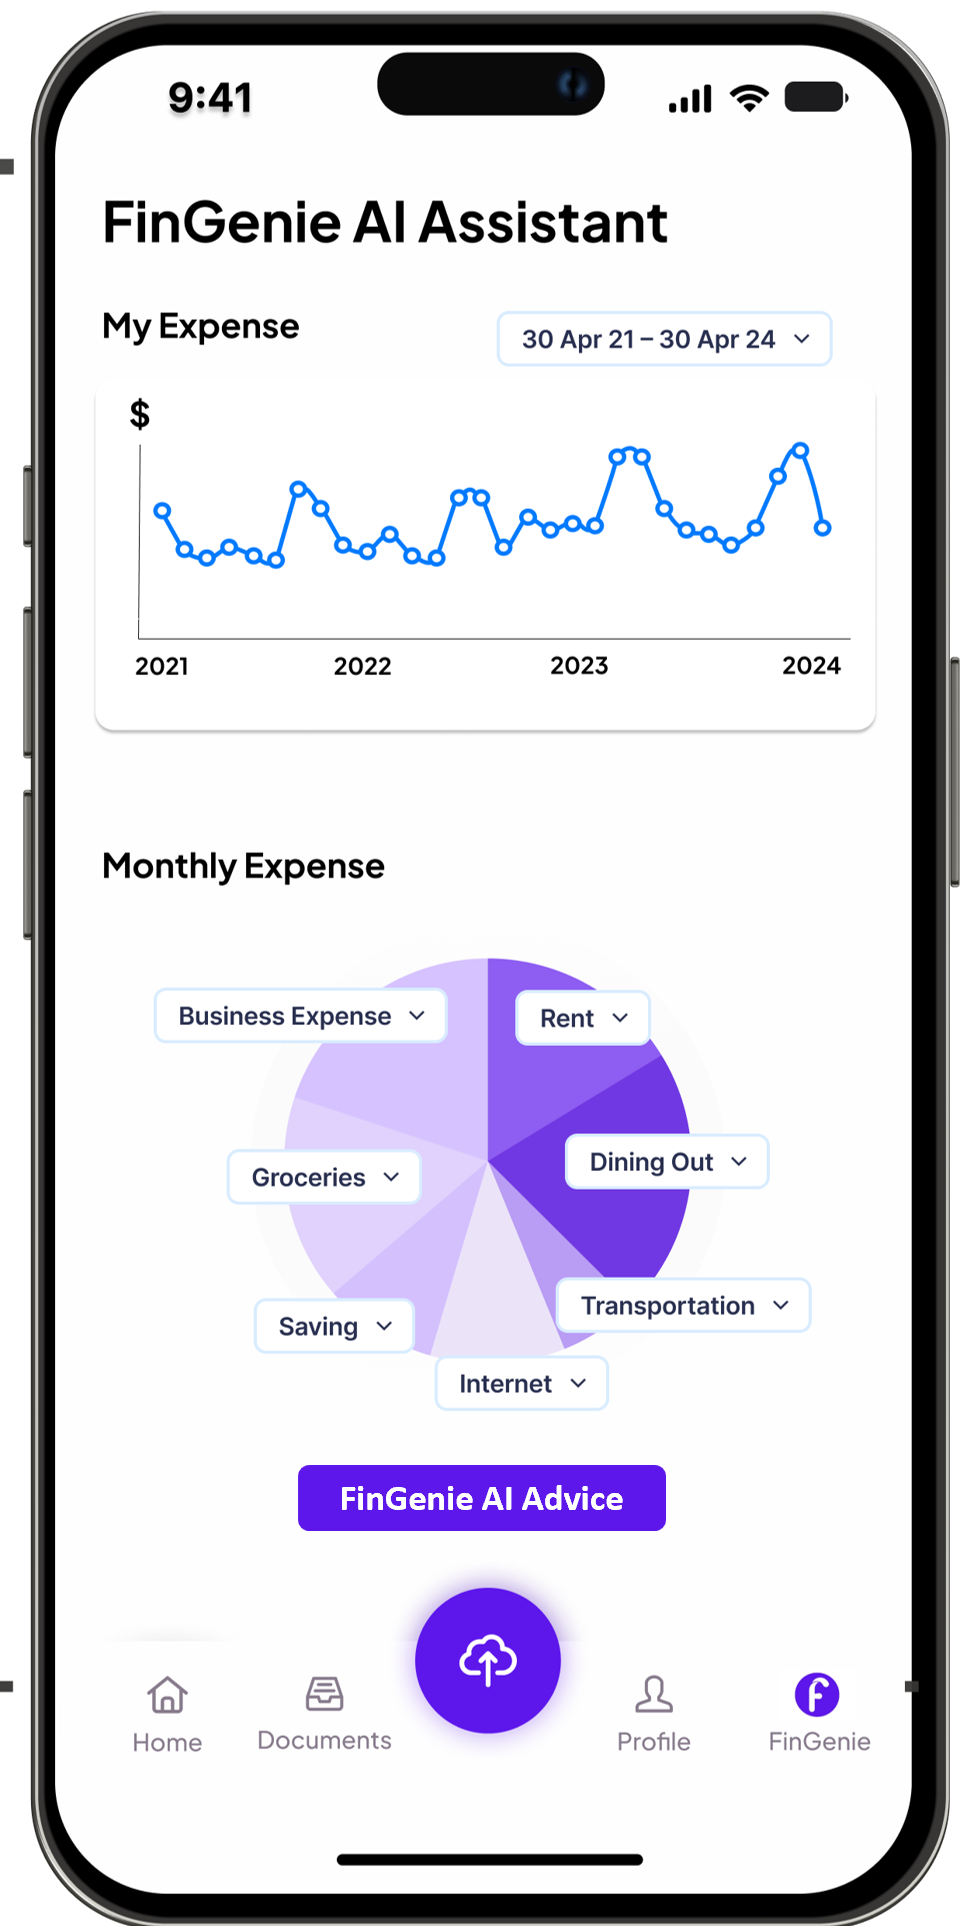 9:41
FinGenie AI Assistant
My Expense
30 Apr 21 – 30 Apr 24
$
2021 2022 2023 2024
Monthly Expense
Business Expense
Rent
Dining Out
Groceries
Transportation
Saving
Internet
FinGenie AI Advice
Home Documents Profile FinGenie